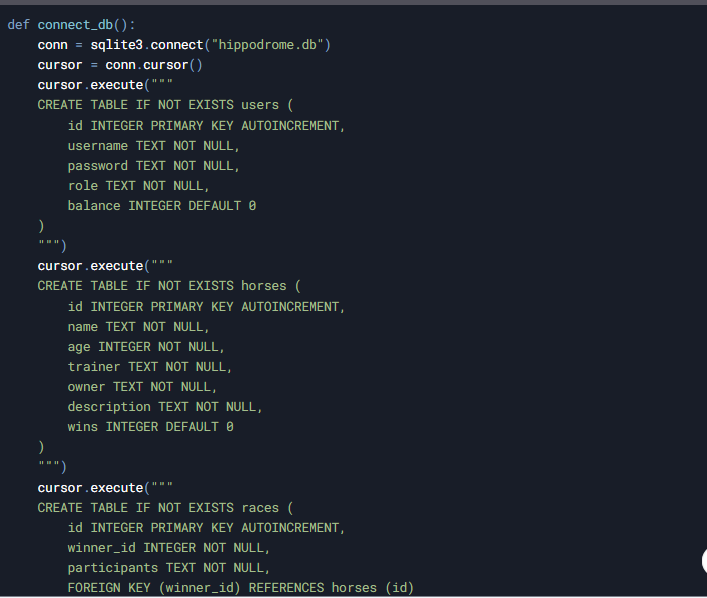 def connect_db():
    conn = sqlite3.connect("hippodrome.db")
    cursor = conn.cursor()
    cursor.execute("""
    CREATE TABLE IF NOT EXISTS users (
        id INTEGER PRIMARY KEY AUTOINCREMENT,
        username TEXT NOT NULL,
        password TEXT NOT NULL,
        role TEXT NOT NULL,
        balance INTEGER DEFAULT 0
    )
    """)
    cursor.execute("""
    CREATE TABLE IF NOT EXISTS horses (
        id INTEGER PRIMARY KEY AUTOINCREMENT,
        name TEXT NOT NULL,
        age INTEGER NOT NULL,
        trainer TEXT NOT NULL,
        owner TEXT NOT NULL,
        description TEXT NOT NULL,
        wins INTEGER DEFAULT 0
    )
    """)
    cursor.execute("""
    CREATE TABLE IF NOT EXISTS races (
        id INTEGER PRIMARY KEY AUTOINCREMENT,
        winner_id INTEGER NOT NULL,
        participants TEXT NOT NULL,
        FOREIGN KEY (winner_id) REFERENCES horses (id)